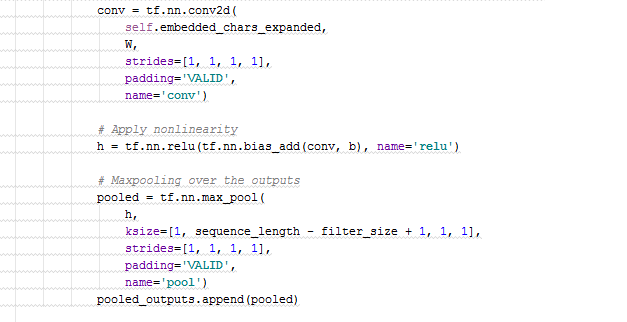 conv = tf.nn.conv2d(
self.embedded_chars_expanded,
W,
strides=[1, 1, 1, 1],
padding='VALID',
name='conv')
# Apply nonlinearity
h = tf.nn.relu(tf.nn.bias_add(conv, b), name='relu')
# Maxpooling over the outputs
pooled = tf.nn.max_pool(
h,
ksize=[1, sequence_length - filter_size + 1, 1, 1],
strides=[1, 1, 1, 1],
padding='VALID',
name='pool')
pooled_outputs.append(pooled)